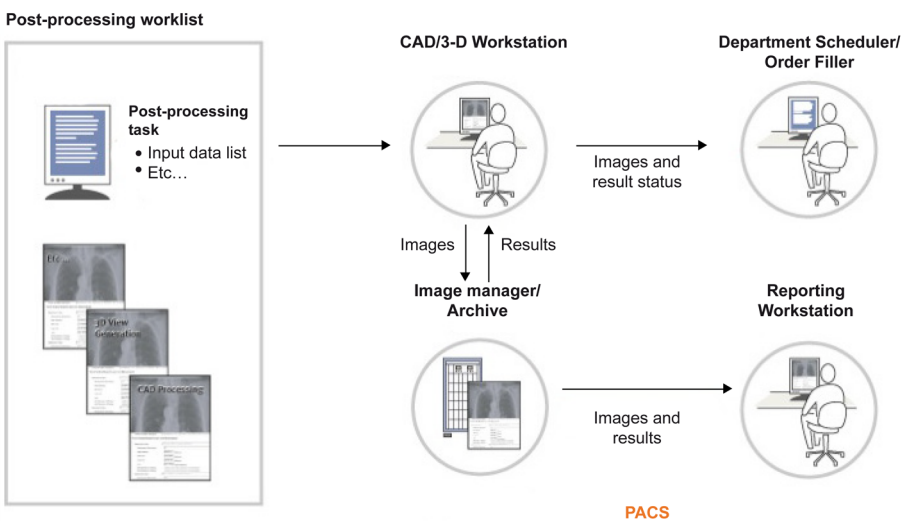 Post-processing worklist
Post-processing
task
• Input data list
• Etc…
Etc ...
3D View
Generation
CAD Processing
CAD/3-D Workstation
Images and
result status
Department Scheduler/
Order Filler
Images
Results
Image manager/
Archive
Images and
results
Reporting
Workstation
PACS